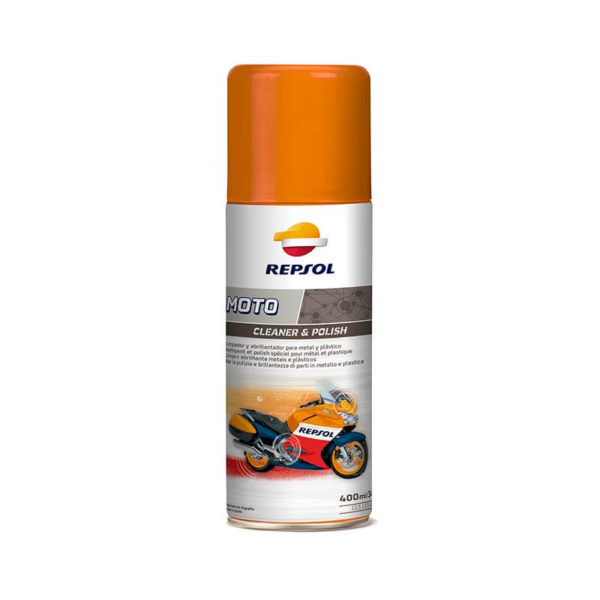 REPSOL
MOTO
CLEANER & POLISH
Limpiador y abrillantador para metal y plástico
Nettoyant et polish spécial pour métal et plastique
Limpa e abrilhanta metais e plásticos
la pulizia e brillantezza di parti in metallo e plastica
REPSOL
400ml